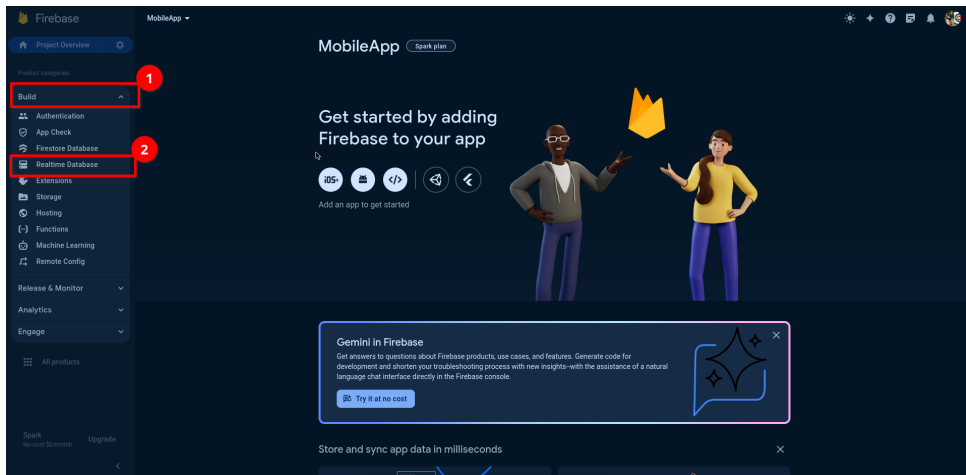 Firebase
MobileApp
Project Overview
Product categories
1
Build
Authentication
App Check
Firestore Database
2
Realtime Database
Extensions
Storage
Hosting
Functions
Machine Learning
Remote Config
Release & Monitor
Analytics
Engage
All products
Spark
No-cost $0/month
Upgrade
MobileApp
Spark plan
Get started by adding
Firebase to your app
iOS+
Add an app to get started
Gemini in Firebase
Get answers to questions about Firebase products, use cases, and features. Generate code for
development and shorten your troubleshooting process with new insights–with the assistance of a natural
language chat interface directly in the Firebase console.
Try it at no cost
Store and sync app data in milliseconds